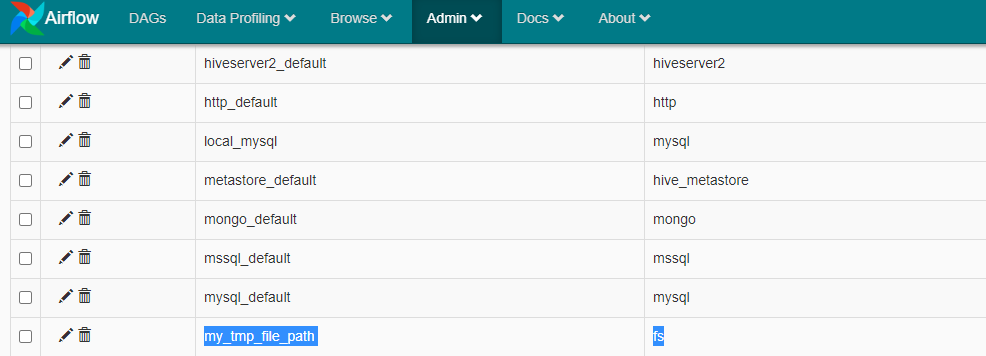 Airflow DAGs Data Profiling Browse Admin Docs About
hiveserver2_default hiveserver2
http_default http
local_mysql mysql
metastore_default hive_metastore
mongo_default mongo
mssql_default mssql
mysql_default mysql
my_tmp_file_path fs